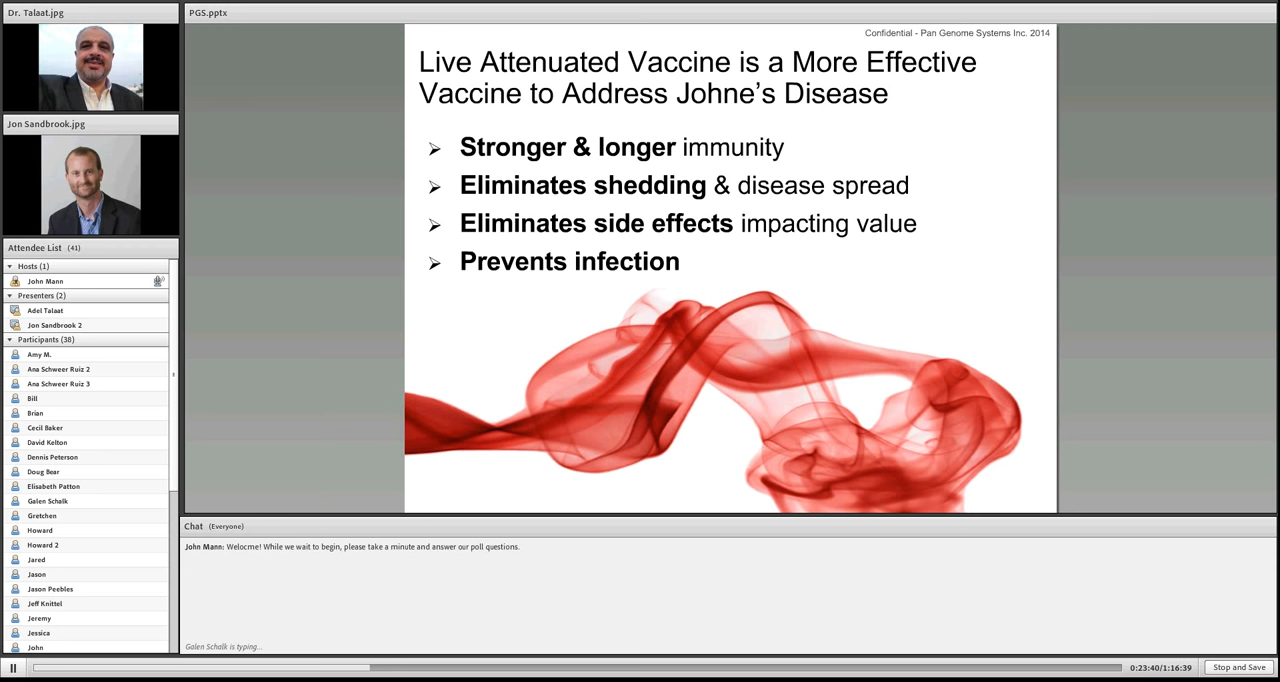 Dr. Talaat.jpg
Jon Sandbrook.jpg
Attendee List (41)
Hosts (1)
John Mann
Presenters (2)
Adel Talaat
Jon Sandbrook 2
Participants (38)
Amy M.
Ana Schweer Ruiz 2
Ana Schweer Ruiz 3
Bill
Brian
Cecil Baker
David Kelton
Dennis Peterson
Doug Bear
Elisabeth Patton
Galen Schalk
Gretchen
Howard
Howard 2
Jared
Jason
Jason Peebles
Jeff Knittel
Jeremy
Jessica
John
PGS.pptx
Confidential - Pan Genome Systems Inc. 2014
Live Attenuated Vaccine is a More Effective
Vaccine to Address Johne's Disease
Stronger & longer immunity
Eliminates shedding & disease spread
Eliminates side effects impacting value
Prevents infection
Chat (Everyone)
John Mann: Welocme! While we wait to begin, please take a minute and answer our poll questions.
Galen Schalk is typing...
0:23:40/1:16:39
Stop and Save